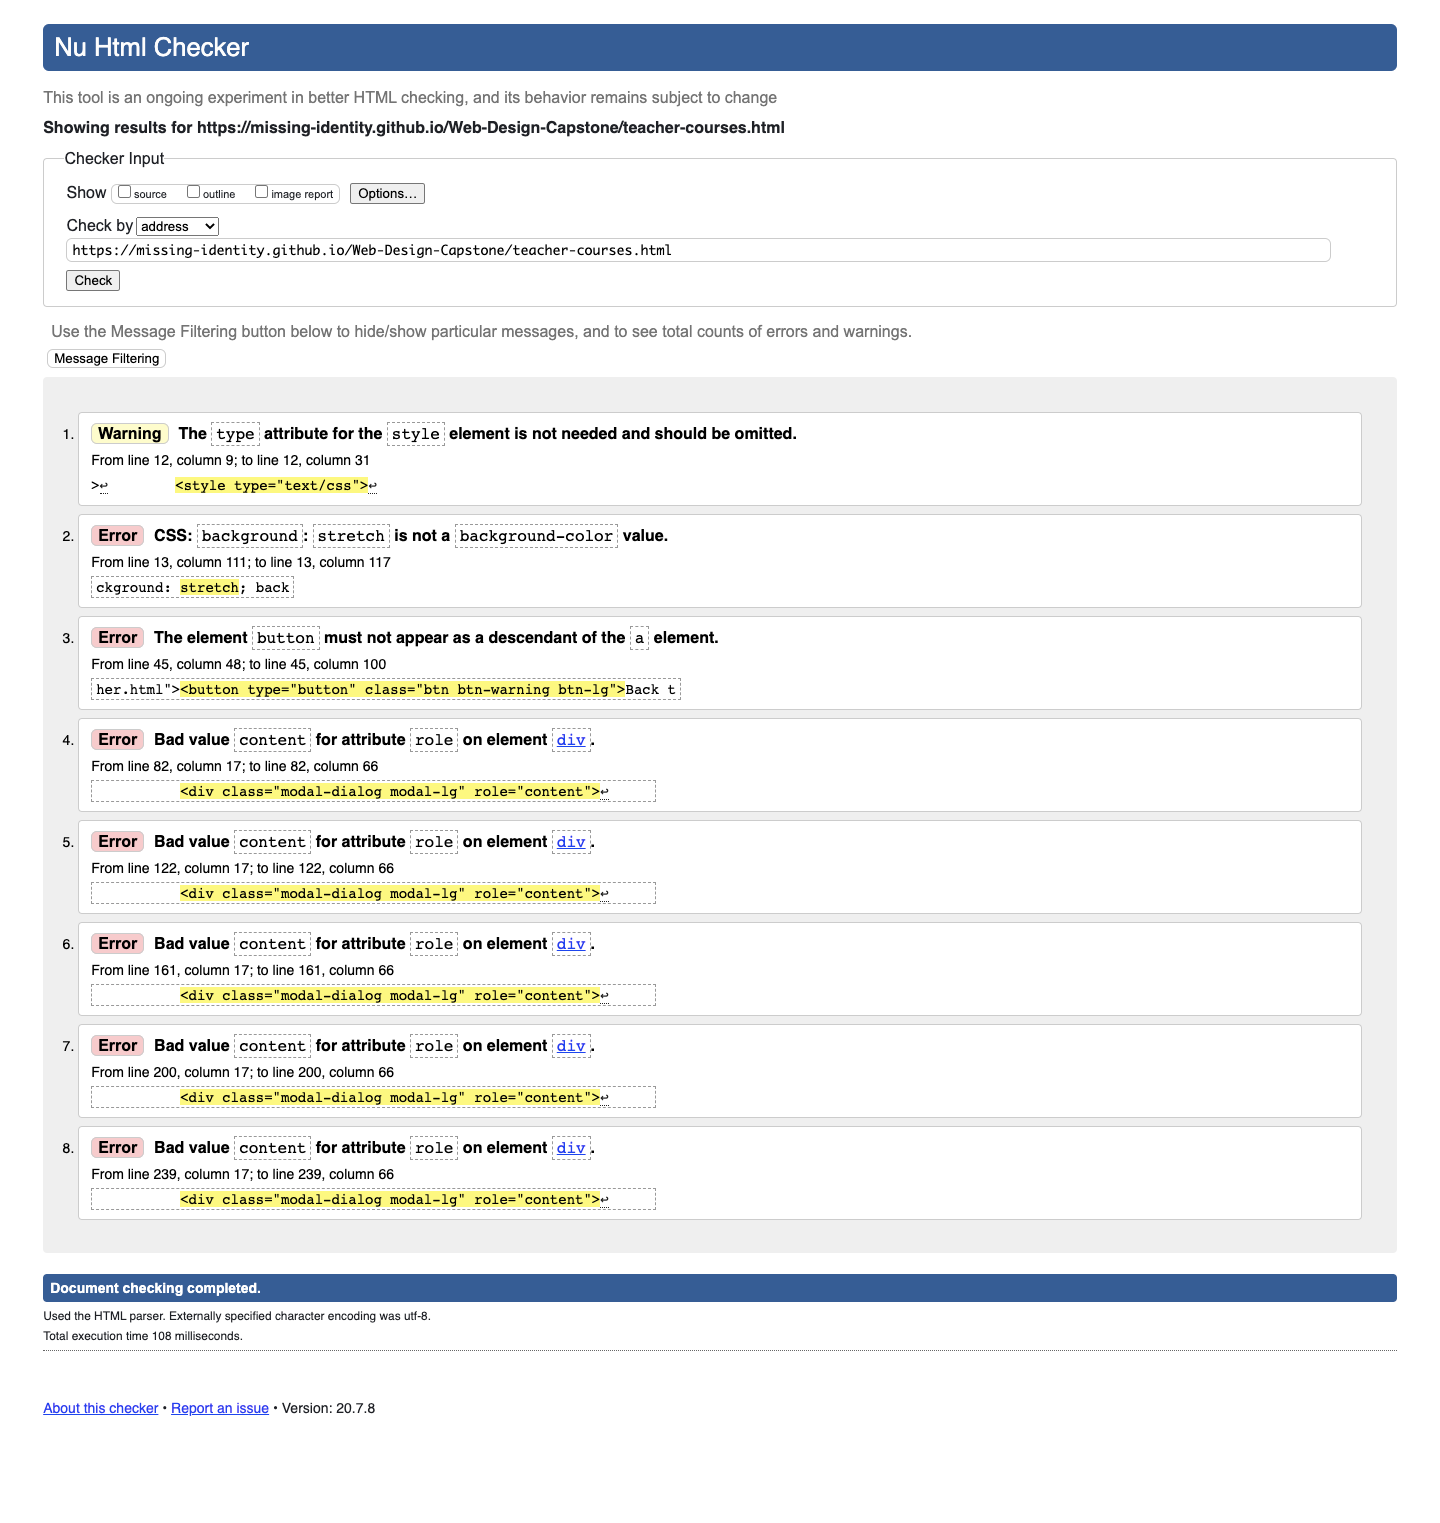 Nu Html Checker
This tool is an ongoing experiment in better HTML checking, and its behavior remains subject to change
Showing results for https://missing-identity.github.io/Web-Design-Capstone/teacher-courses.html
Checker Input
Show source outline image report Options…
Check by address
https://missing-identity.github.io/Web-Design-Capstone/teacher-courses.html
Check
Use the Message Filtering button below to hide/show particular messages, and to see total counts of errors and warnings.
Message Filtering
1. Warning The type attribute for the style element is not needed and should be omitted.
From line 12, column 9; to line 12, column 31
>↩ <style type="text/css">↩
2. Error CSS: background: stretch is not a background-color value.
From line 13, column 111; to line 13, column 117
ckground: stretch; back
3. Error The element button must not appear as a descendant of the a element.
From line 45, column 48; to line 45, column 100
her.html"><button type="button" class="btn btn-warning btn-lg">Back t
4. Error Bad value content for attribute role on element div.
From line 82, column 17; to line 82, column 66
<div class="modal-dialog modal-lg" role="content">↩
5. Error Bad value content for attribute role on element div.
From line 122, column 17; to line 122, column 66
<div class="modal-dialog modal-lg" role="content">↩
6. Error Bad value content for attribute role on element div.
From line 161, column 17; to line 161, column 66
<div class="modal-dialog modal-lg" role="content">↩
7. Error Bad value content for attribute role on element div.
From line 200, column 17; to line 200, column 66
<div class="modal-dialog modal-lg" role="content">↩
8. Error Bad value content for attribute role on element div.
From line 239, column 17; to line 239, column 66
<div class="modal-dialog modal-lg" role="content">↩
Document checking completed.
Used the HTML parser. Externally specified character encoding was utf-8.
Total execution time 108 milliseconds.
About this checker • Report an issue • Version: 20.7.8